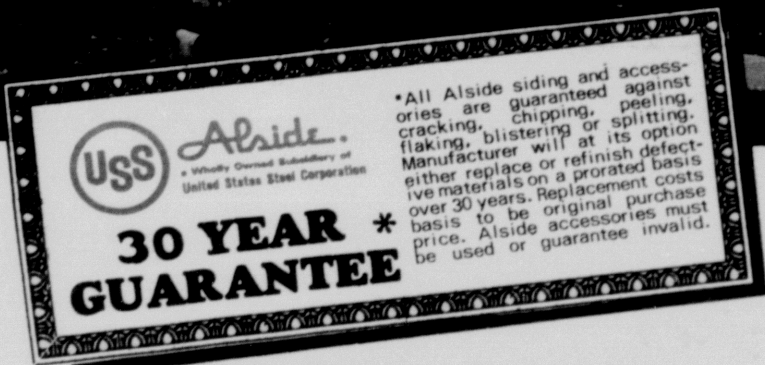 USS
Alside.
a Wholly Owned Subsidiary of
United States Steel Corporation
30 YEAR *
GUARANTEE
*All Alside siding and access-
ories are guaranteed against
cracking, chipping, peeling,
flaking, blistering or splitting.
Manufacturer will at its option
either replace or refinish defect-
ive materials on a prorated basis
over 30 years. Replacement costs
basis to be original purchase
price. Alside accessories must
be used or guarantee invalid.